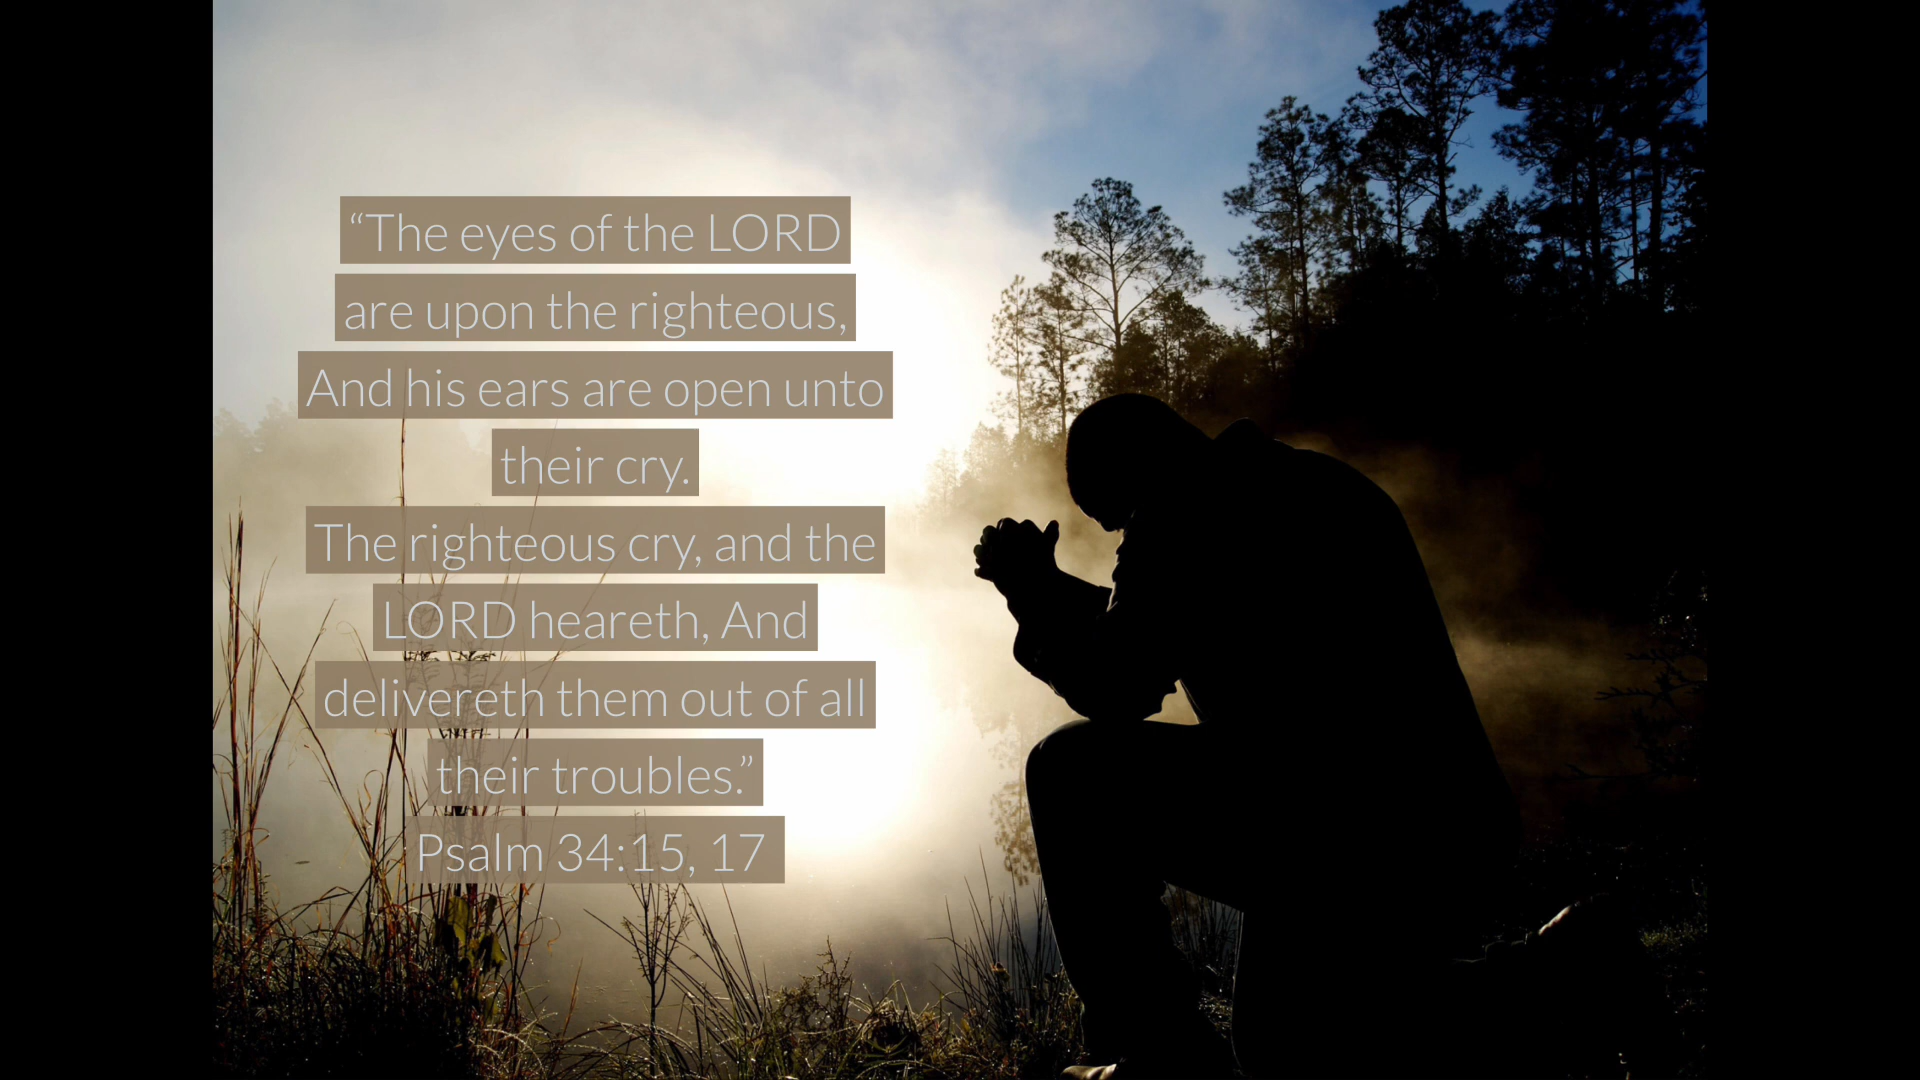 “The eyes of the LORD
are upon the righteous,
And his ears are open unto
their cry.
The righteous cry, and the
LORD heareth, And
delivereth them out of all
their troubles.”
Psalm 34:15, 17